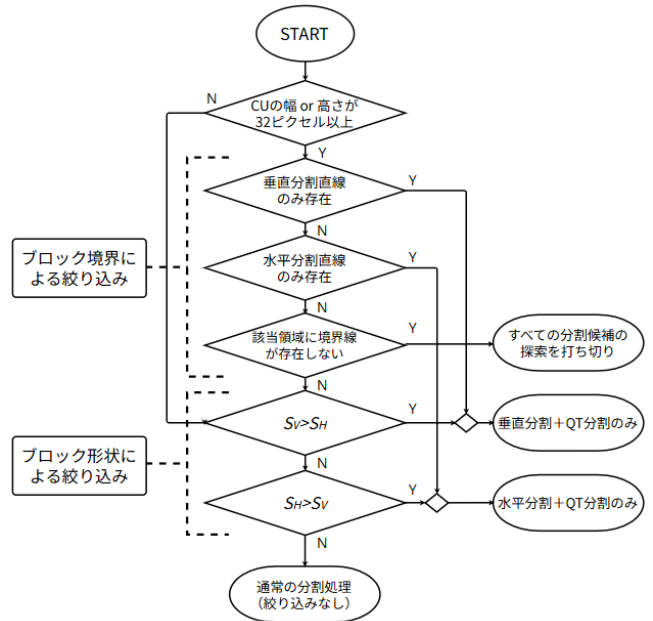 START
N
CUの幅 or 高さが
32ピクセル以上
Y
垂直分割直線
のみ存在
Y
N
水平分割直線
のみ存在
Y
N
ブロック境界に
よる絞り込み
該当領域に境界線
が存在しない
Y
すべての分割候補の
探索を打ち切り
N
SV>SH
Y
垂直分割＋QT分割のみ
N
ブロック形状に
よる絞り込み
SH>SV
Y
水平分割＋QT分割のみ
N
通常の分割処理
（絞り込みなし）